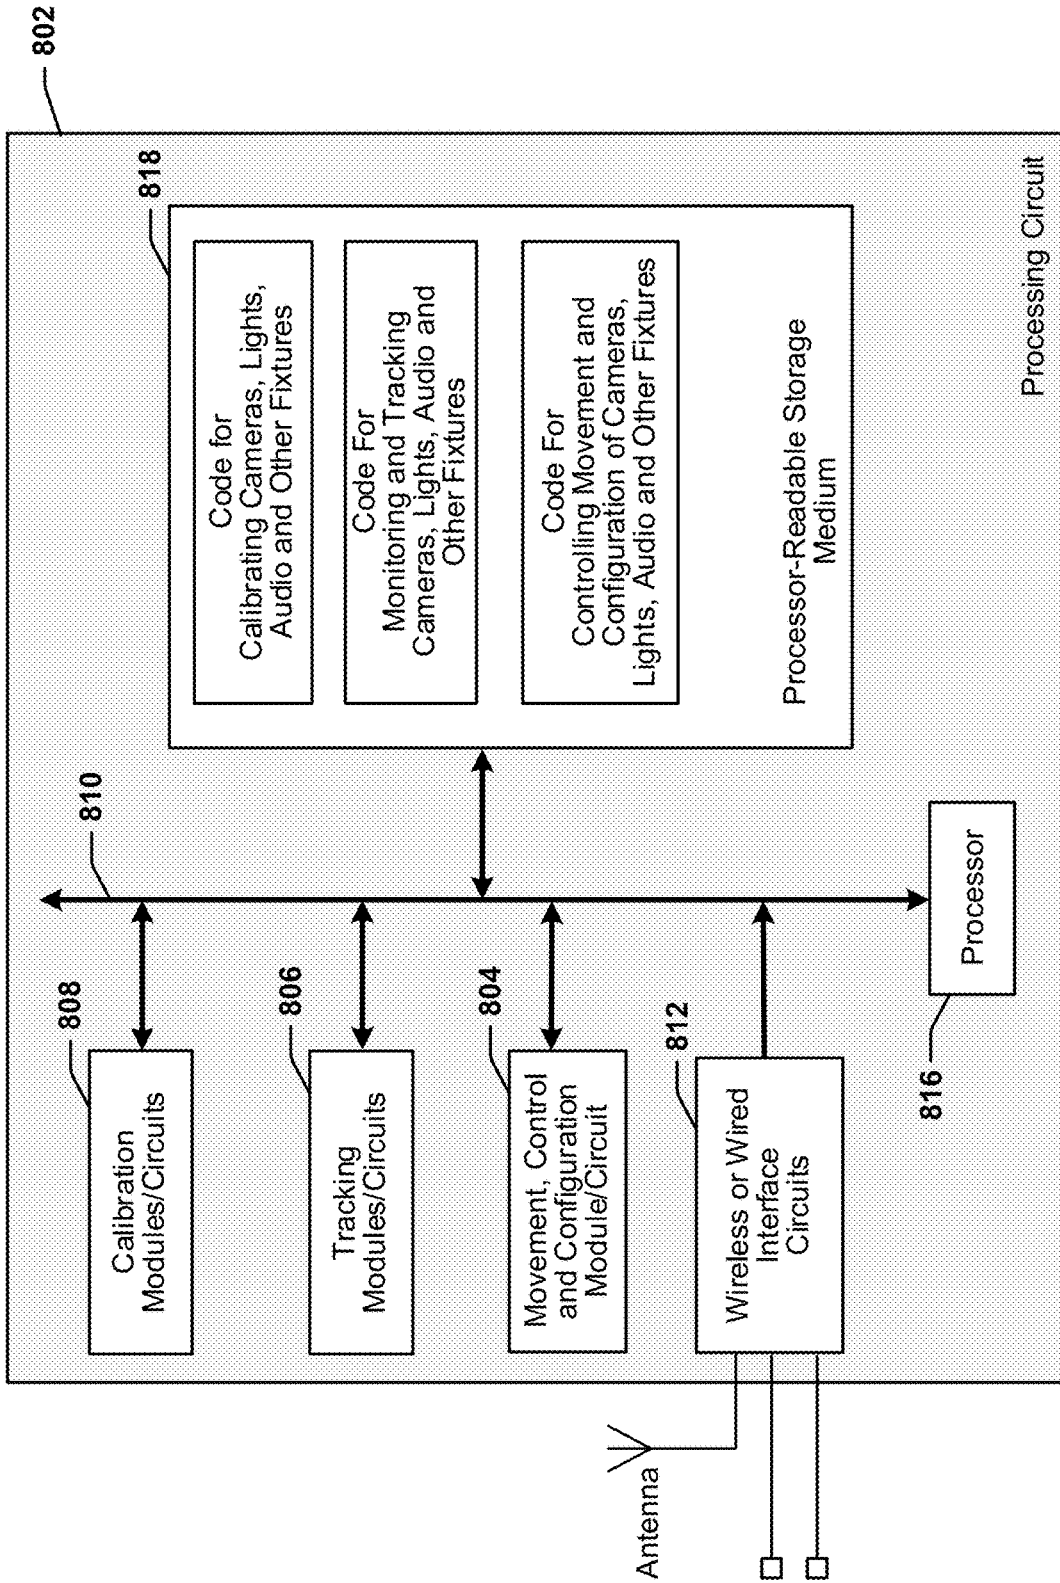 802
818
Code for
Calibrating Cameras, Lights,
Audio and Other Fixtures
Code For
Monitoring and Tracking
Cameras, Lights, Audio and
Other Fixtures
Code For
Controlling Movement and
Configuration of Cameras,
Lights, Audio and Other Fixtures
Processor-Readable Storage
Medium
Processing Circuit
810
808
Calibration
Modules/Circuits
806
Tracking
Modules/Circuits
804
Movement, Control
and Configuration
Module/Circuit
812
Wireless or Wired
Interface
Circuits
Processor
816
Antenna